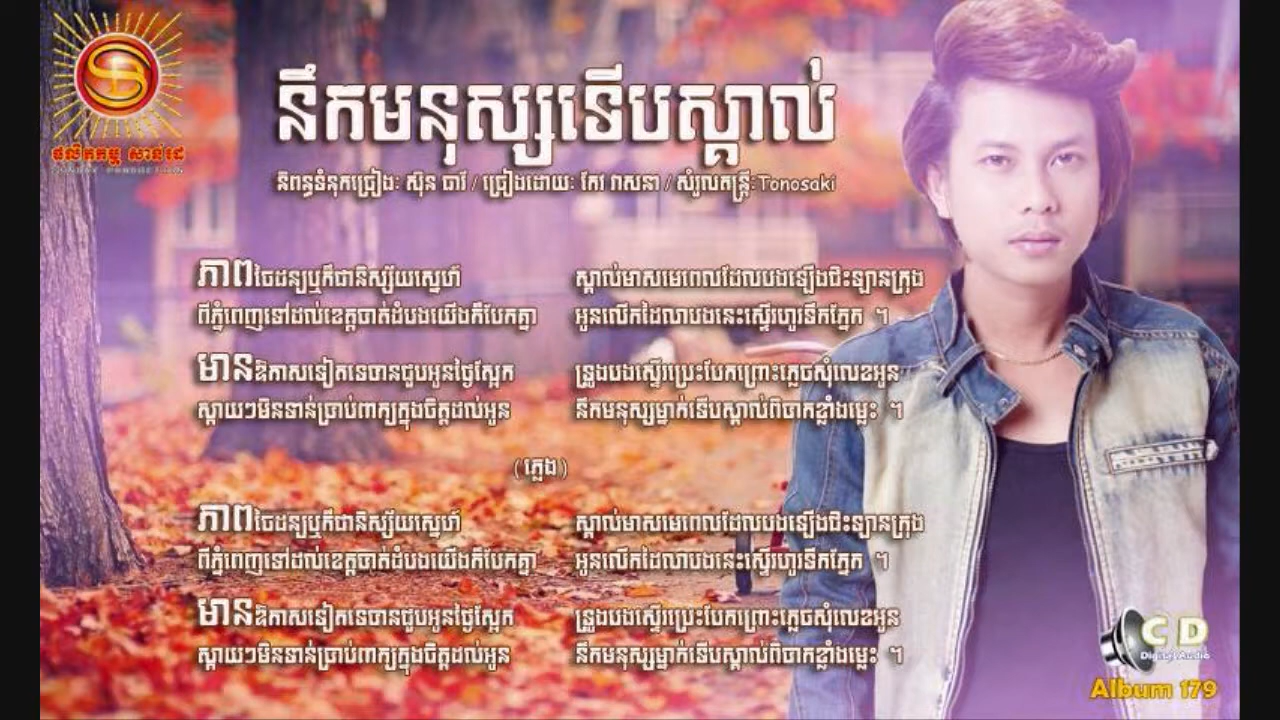 ផលិតកម្ម សាន់ដេ
SUNDAY PRODUCTION
នឹកមនុស្សទើបស្គាល់
និពន្ធទំនុកច្រៀង: ស៊ុន ធារី / ច្រៀងដោយ: កែវ វាសនា / សំរួលតន្ត្រី: Tonosaki
ភាពចៃដន្យឬក៏ជានិស្ស័យស្នេហ៍ ស្គាល់មាសមេពេលដែលបងឡើងជិះឡានក្រុង
ពីភ្នំពេញទៅដល់ខេត្តបាត់ដំបងយើងក៏បែកគ្នា អូនលើកដៃលាបងនេះស្ទើរហូរទឹកភ្នែក ។
មានឱកាសទៀតទេបានជួបអូនថ្ងៃស្អែក ទ្រូងបងស្ទើរប្រេះបែកព្រោះភ្លេចសុំលេខអូន
ស្ដាយៗមិនទាន់ប្រាប់ពាក្យក្នុងចិត្តដល់អូន នឹកមនុស្សម្នាក់ទើបស្គាល់ពិបាកខ្លាំងម្លេះ ។
(ភ្លេង)
ភាពចៃដន្យឬក៏ជានិស្ស័យស្នេហ៍ ស្គាល់មាសមេពេលដែលបងឡើងជិះឡានក្រុង
ពីភ្នំពេញទៅដល់ខេត្តបាត់ដំបងយើងក៏បែកគ្នា អូនលើកដៃលាបងនេះស្ទើរហូរទឹកភ្នែក ។
មានឱកាសទៀតទេបានជួបអូនថ្ងៃស្អែក ទ្រូងបងស្ទើរប្រេះបែកព្រោះភ្លេចសុំលេខអូន
ស្ដាយៗមិនទាន់ប្រាប់ពាក្យក្នុងចិត្តដល់អូន នឹកមនុស្សម្នាក់ទើបស្គាល់ពិបាកខ្លាំងម្លេះ ។
CD
Digital Audio
Album 179